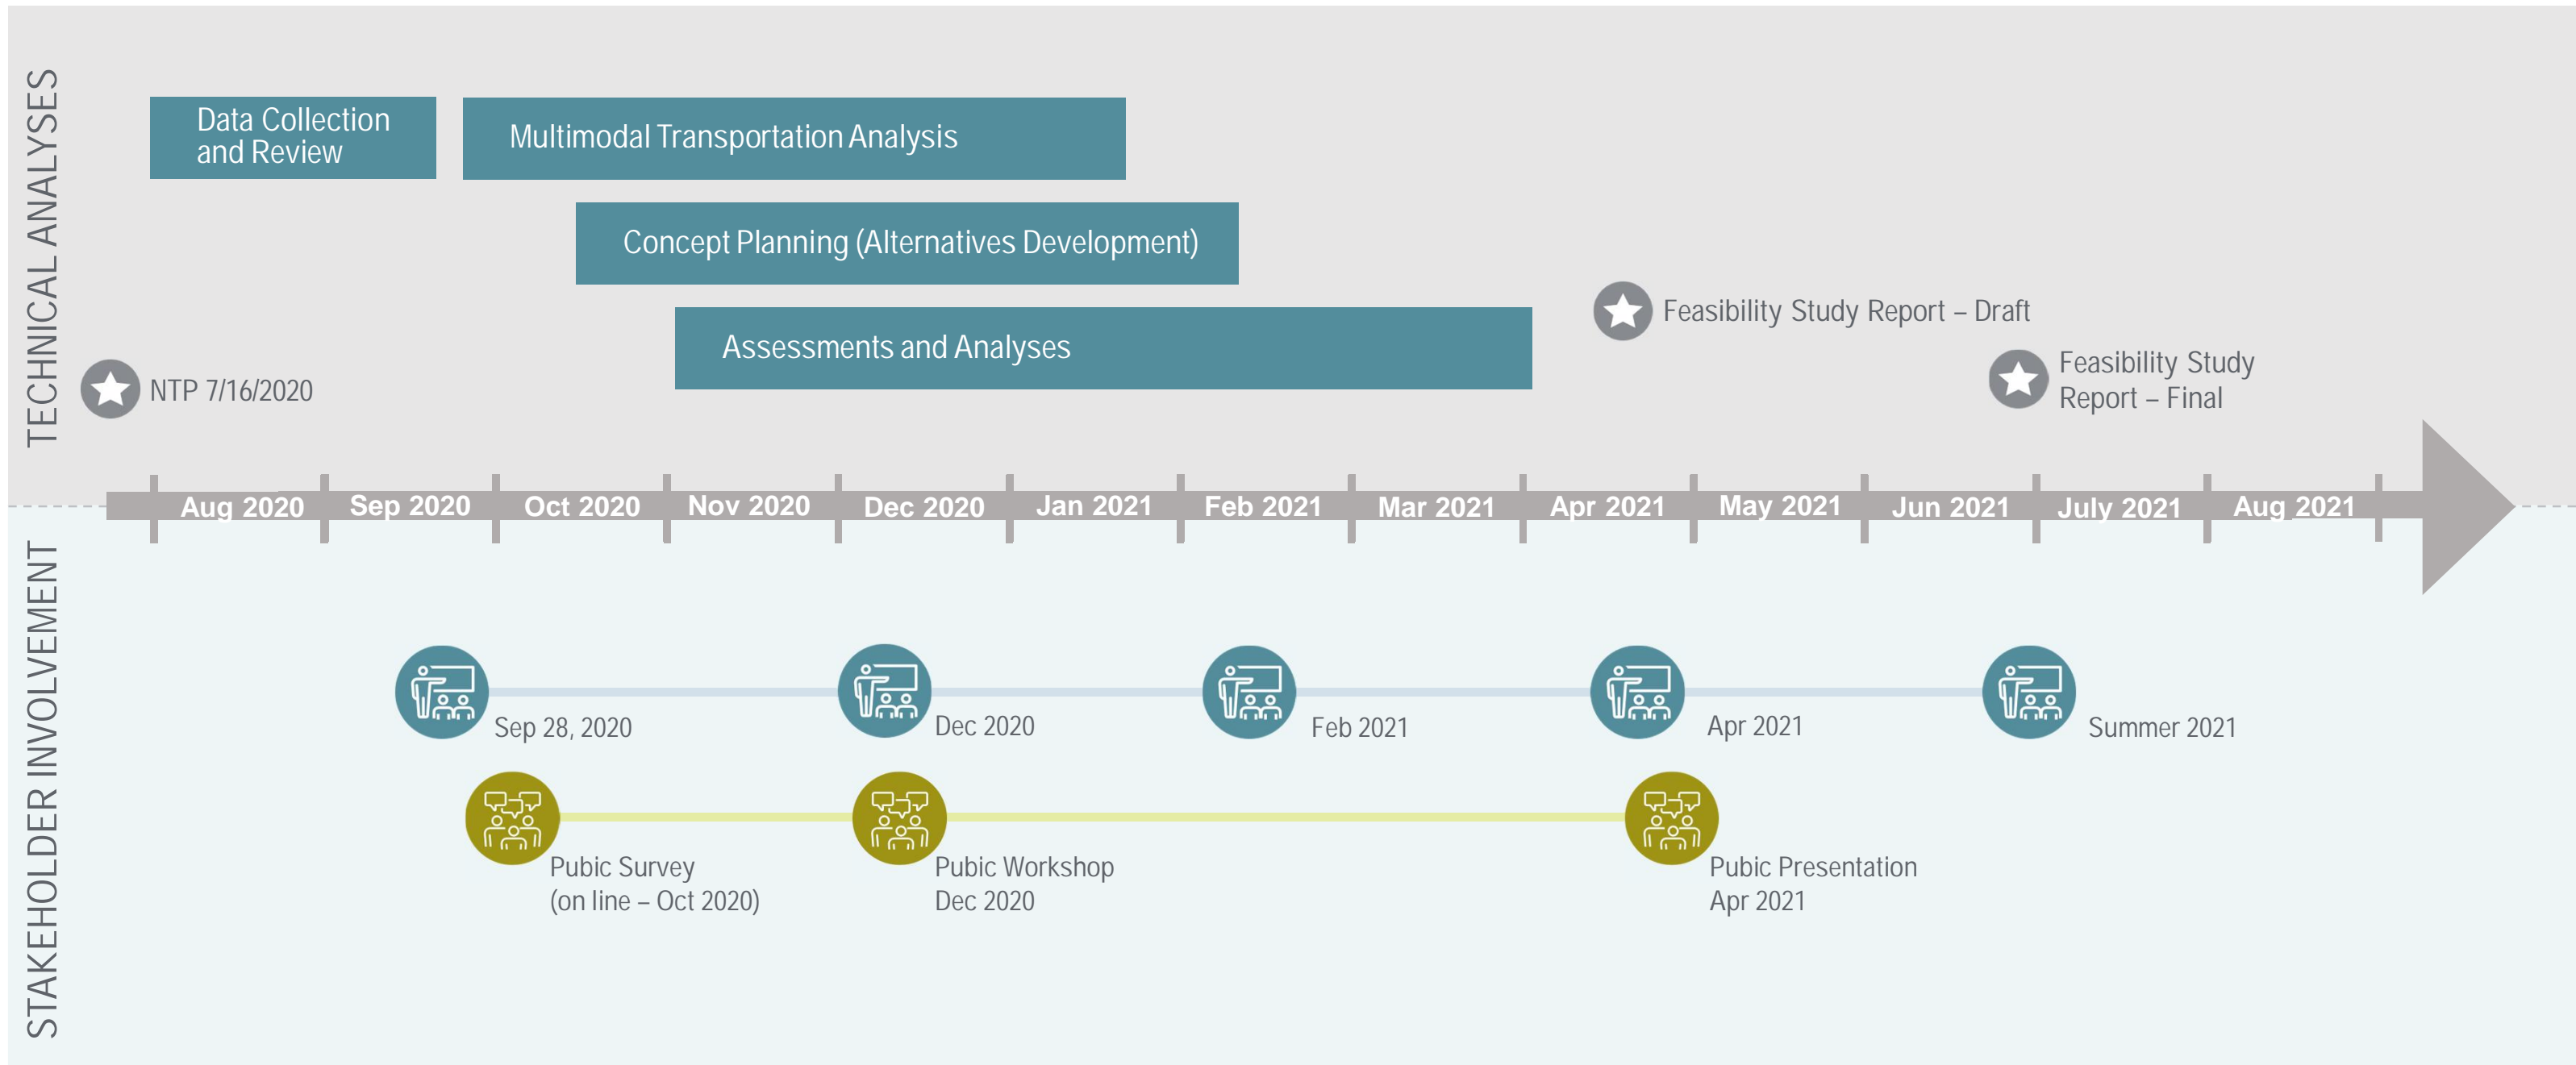 TECHNICAL ANALYSES
Data Collection
and Review
Multimodal Transportation Analysis
Concept Planning (Alternatives Development)
Assessments and Analyses
NTP 7/16/2020
Feasibility Study Report – Draft
Feasibility Study
Report – Final
Aug 2020 Sep 2020 Oct 2020 Nov 2020 Dec 2020 Jan 2021 Feb 2021 Mar 2021 Apr 2021 May 2021 Jun 2021 July 2021 Aug 2021
STAKEHOLDER INVOLVEMENT
Sep 28, 2020
Dec 2020
Feb 2021
Apr 2021
Summer 2021
Pubic Survey
(on line – Oct 2020)
Pubic Workshop
Dec 2020
Pubic Presentation
Apr 2021